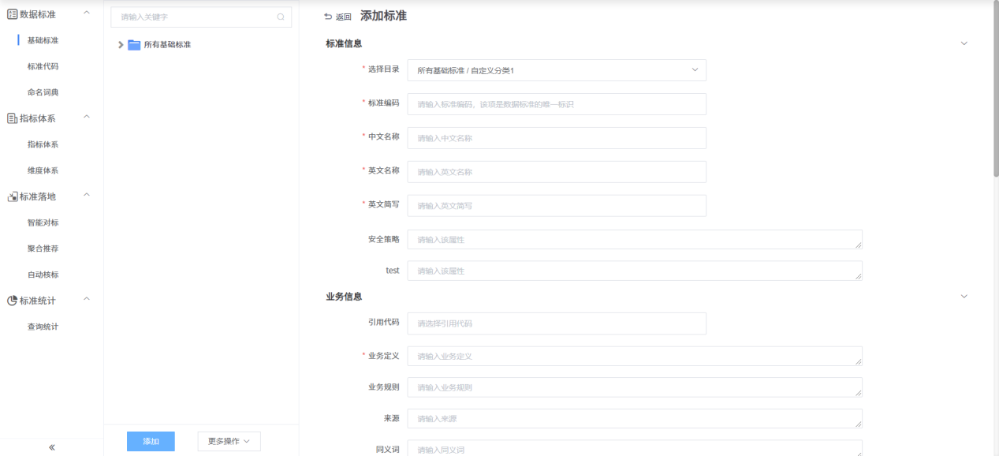 数据标准
基础标准
标准代码
命名词典
指标体系
指标体系
维度体系
标准落地
智能对标
聚合推荐
自动核标
标准统计
查询统计
«
请输入关键字
所有基础标准
添加
更多操作
返回 添加标准
标准信息
* 选择目录 所有基础标准 / 自定义分类1
* 标准编码 请输入标准编码，该项是数据标准的唯一标识
* 中文名称 请输入中文名称
* 英文名称 请输入英文名称
* 英文简写 请输入英文简写
安全策略 请输入该属性
test 请输入该属性
业务信息
引用代码 请选择引用代码
* 业务定义 请输入业务定义
业务规则 请输入业务规则
来源 请输入来源
同义词 请输入同义词